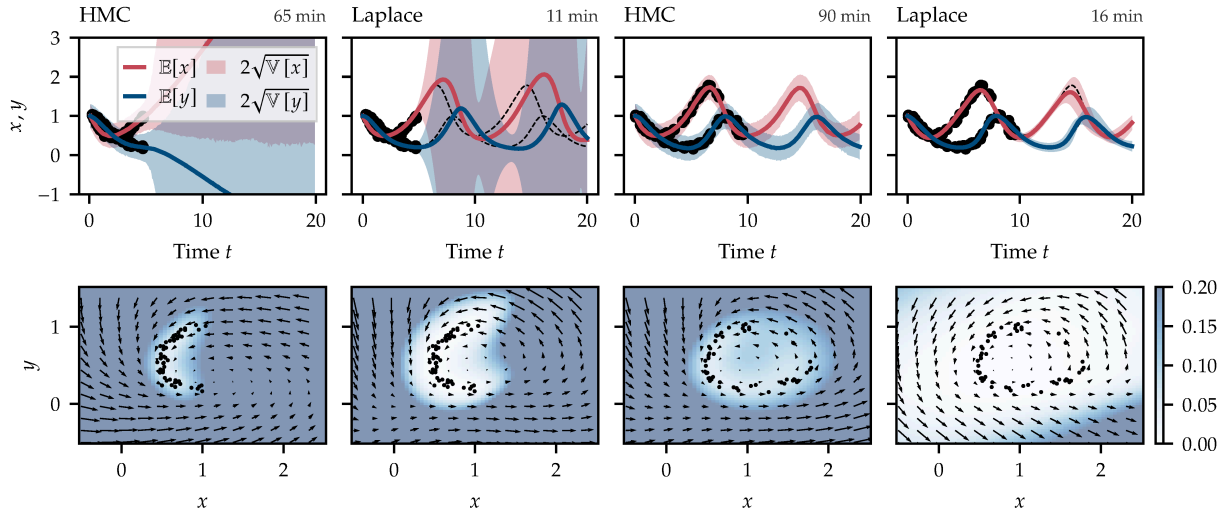 HMC 65 min Laplace 11 min HMC 90 min Laplace 16 min
3
2
1
0
−1
x, y
𝔼[x] 2√𝕍[x]
𝔼[y] 2√𝕍[y]
0 10 20 0 10 20 0 10 20 0 10 20
Time t Time t Time t Time t
1
0
y
0.20
0.15
0.10
0.05
0.00
0 1 2 0 1 2 0 1 2 0 1 2
x x x x